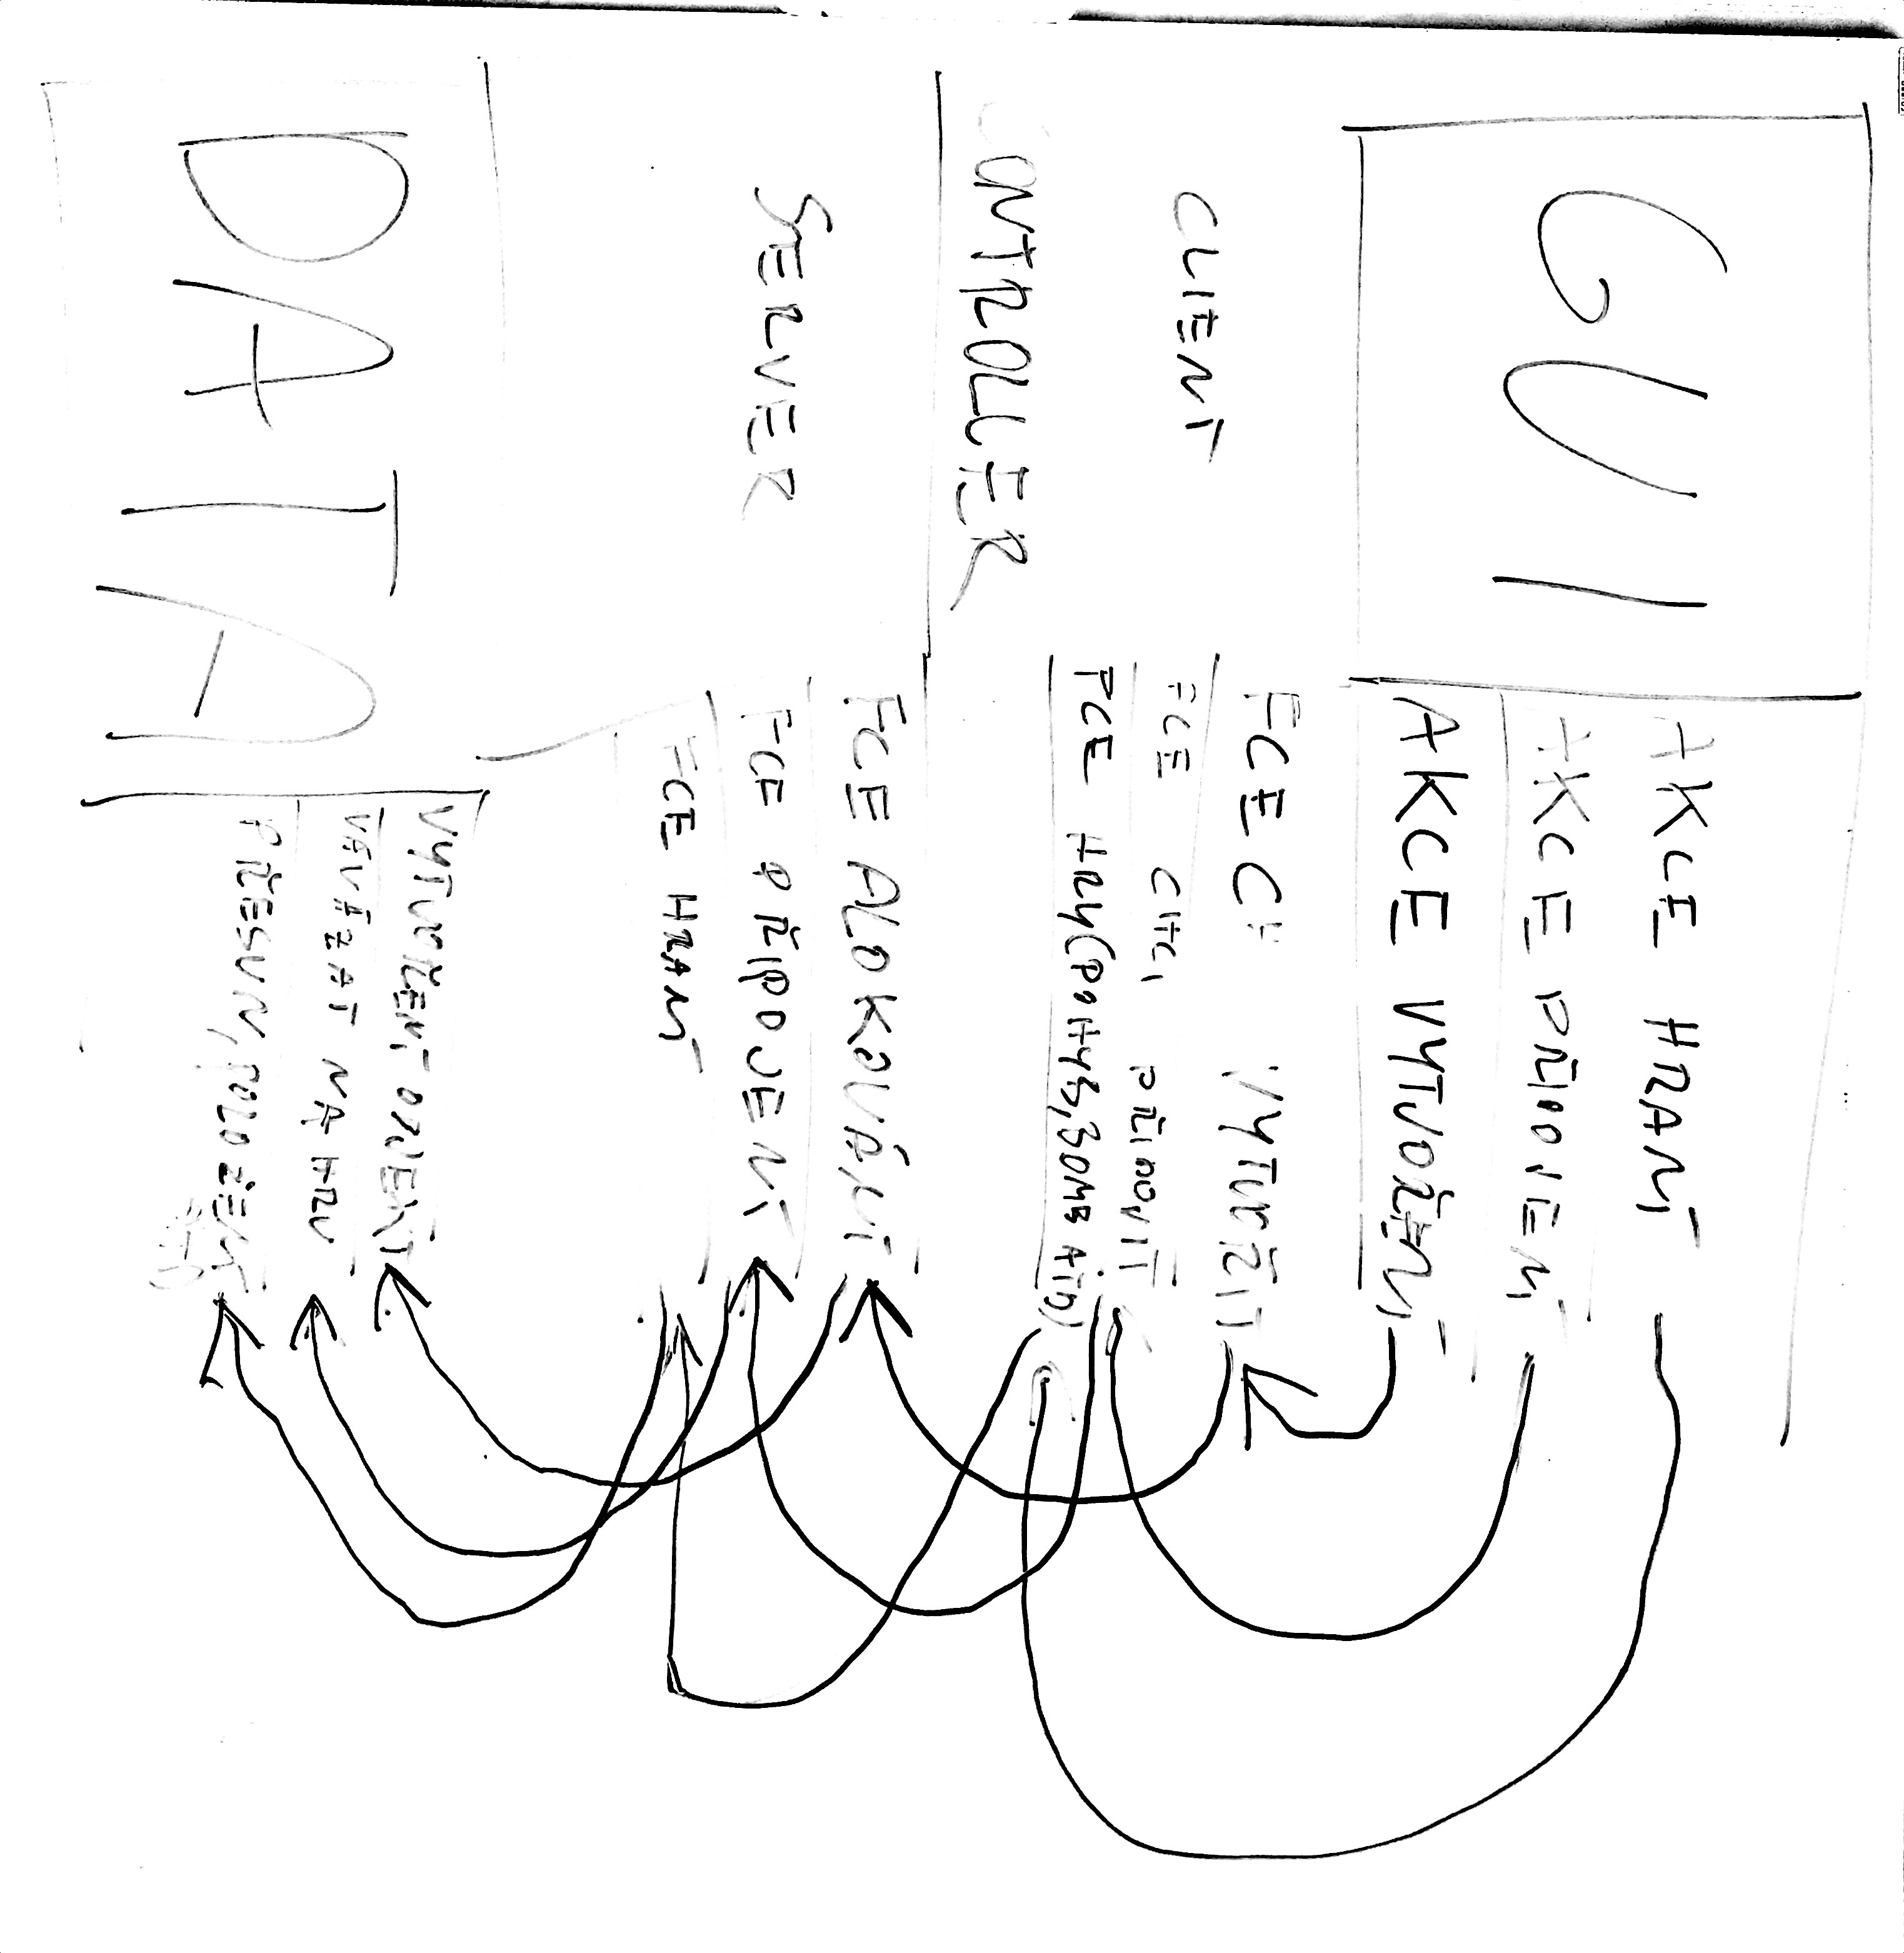 GUI
AKCE HRANÍ
AKCE PŘIPOJENÍ
AKCE VYTVOŘENÍ
CLIENT
FCE CH VYTVOŘIT
FCE CHCI PŘIPOJIT
FCE HRY(POHYB, BOMB ATD)
CONTROLLER
SERVER
FCE ALOKOVÁNÍ
FCE PŘIPOJENÍ
FCE HRANÍ
DATA
VYTVOŘENÍ OBJEKT
NA HRU
PŘESUN, POLOŽENÍ
ATD